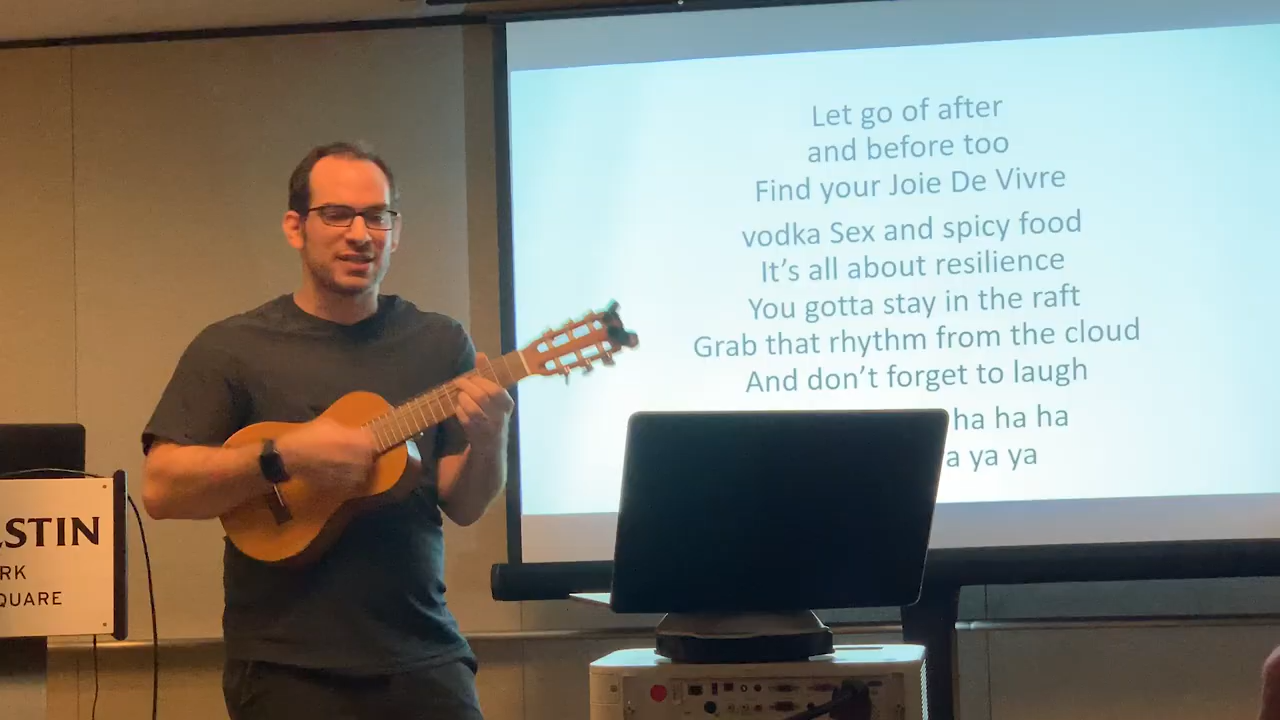 Let go of after
and before too
Find your Joie De Vivre
vodka Sex and spicy food
It's all about resilience
You gotta stay in the raft
Grab that rhythm from the cloud
And don't forget to laugh
ha ha ha
a ya ya
STIN
RK
QUARE